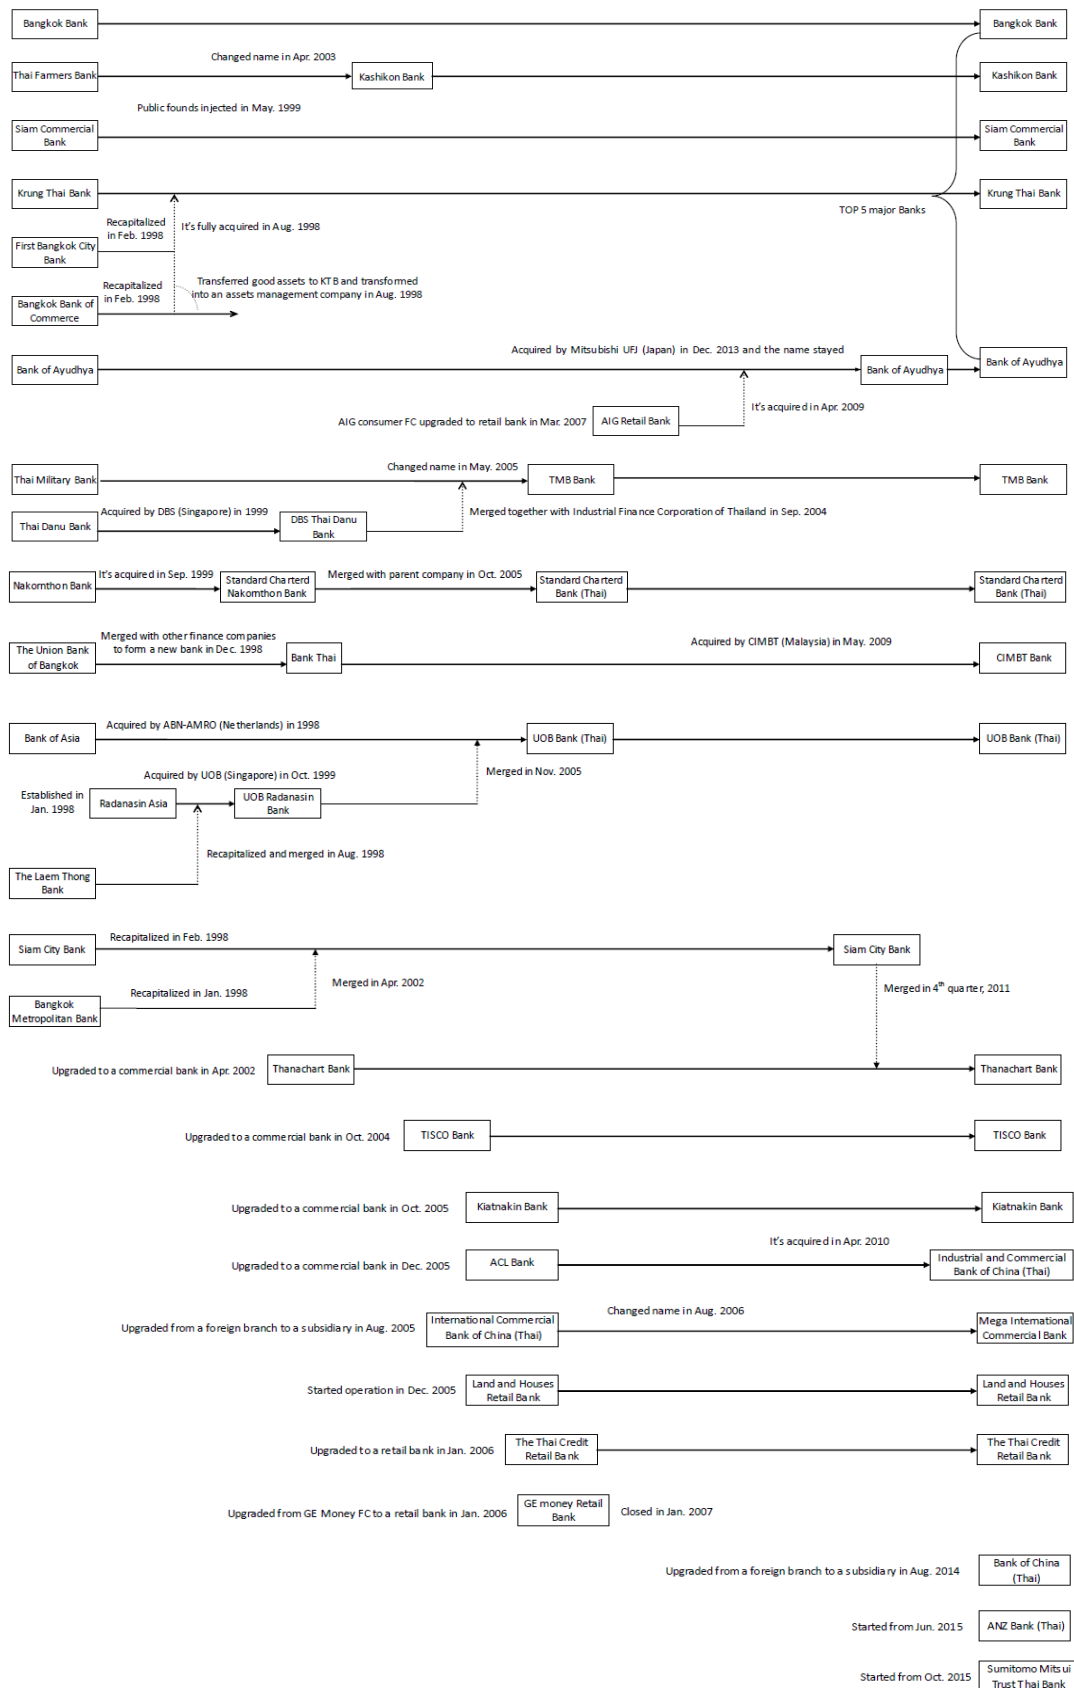 Bangkok Bank
Bangkok Bank
Changed name in Apr. 2003
Thai Farmers Bank
Kashikon Bank
Kashikon Bank
Public founds injected in May. 1999
Siam Commercial
Bank
Siam Commercial
Bank
Krung Thai Bank
Krung Thai Bank
TOP 5 major Banks
Recapitalized
in Feb. 1998
It's fully acquired in Aug. 1998
First Bangkok City
Bank
Recapitalized
in Feb. 1998
Transferred good assets to KTB and transformed
into an assets management company in Aug. 1998
Bangkok Bank of
Commerce
Acquired by Mitsubishi UFJ (Japan) in Dec. 2013 and the name stayed
Bank of Ayudhya
Bank of Ayudhya
Bank of Ayudhya
It's acquired in Apr. 2009
AIG consumer FC upgraded to retail bank in Mar. 2007
AIG Retail Bank
Changed name in May. 2005
Thai Military Bank
TMB Bank
TMB Bank
Acquired by DBS (Singapore) in 1999
Merged together with Industrial Finance Corporation of Thailand in Sep. 2004
Thai Danu Bank
DBS Thai Danu
Bank
It's acquired in Sep. 1999
Merged with parent company in Oct. 2005
Nakornthon Bank
Standard Charterd
Nakornthon Bank
Standard Charterd
Bank (Thai)
Standard Charterd
Bank (Thai)
Merged with other finance companies
to form a new bank in Dec. 1998
Acquired by CIMBT (Malaysia) in May. 2009
The Union Bank
of Bangkok
Bank Thai
CIMBT Bank
Acquired by ABN-AMRO (Netherlands) in 1998
Bank of Asia
UOB Bank (Thai)
UOB Bank (Thai)
Merged in Nov. 2005
Acquired by UOB (Singapore) in Oct. 1999
Established in
Jan. 1998
Radanasin Asia
UOB Radanasin
Bank
Recapitalized and merged in Aug. 1998
The Laem Thong
Bank
Recapitalized in Feb. 1998
Siam City Bank
Siam City Bank
Merged in Apr. 2002
Merged in 4th quarter, 2011
Recapitalized in Jan. 1998
Bangkok
Metropolitan Bank
Upgraded to a commercial bank in Apr. 2002
Thanachart Bank
Thanachart Bank
Upgraded to a commercial bank in Oct. 2004
TISCO Bank
TISCO Bank
Upgraded to a commercial bank in Oct. 2005
Kiatnakin Bank
Kiatnakin Bank
It's acquired in Apr. 2010
Upgraded to a commercial bank in Dec. 2005
ACL Bank
Industrial and Commercial
Bank of China (Thai)
Changed name in Aug. 2006
Upgraded from a foreign branch to a subsidiary in Aug. 2005
International Commercial
Bank of China (Thai)
Mega International
Commercial Bank
Started operation in Dec. 2005
Land and Houses
Retail Bank
Land and Houses
Retail Bank
Upgraded to a retail bank in Jan. 2006
The Thai Credit
Retail Bank
The Thai Credit
Retail Bank
Upgraded from GE Money FC to a retail bank in Jan. 2006
GE money Retail
Bank
Closed in Jan. 2007
Upgraded from a foreign branch to a subsidiary in Aug. 2014
Bank of China
(Thai)
Started from Jun. 2015
ANZ Bank (Thai)
Started from Oct. 2015
Sumitomo Mitsui
Trust Thai Bank